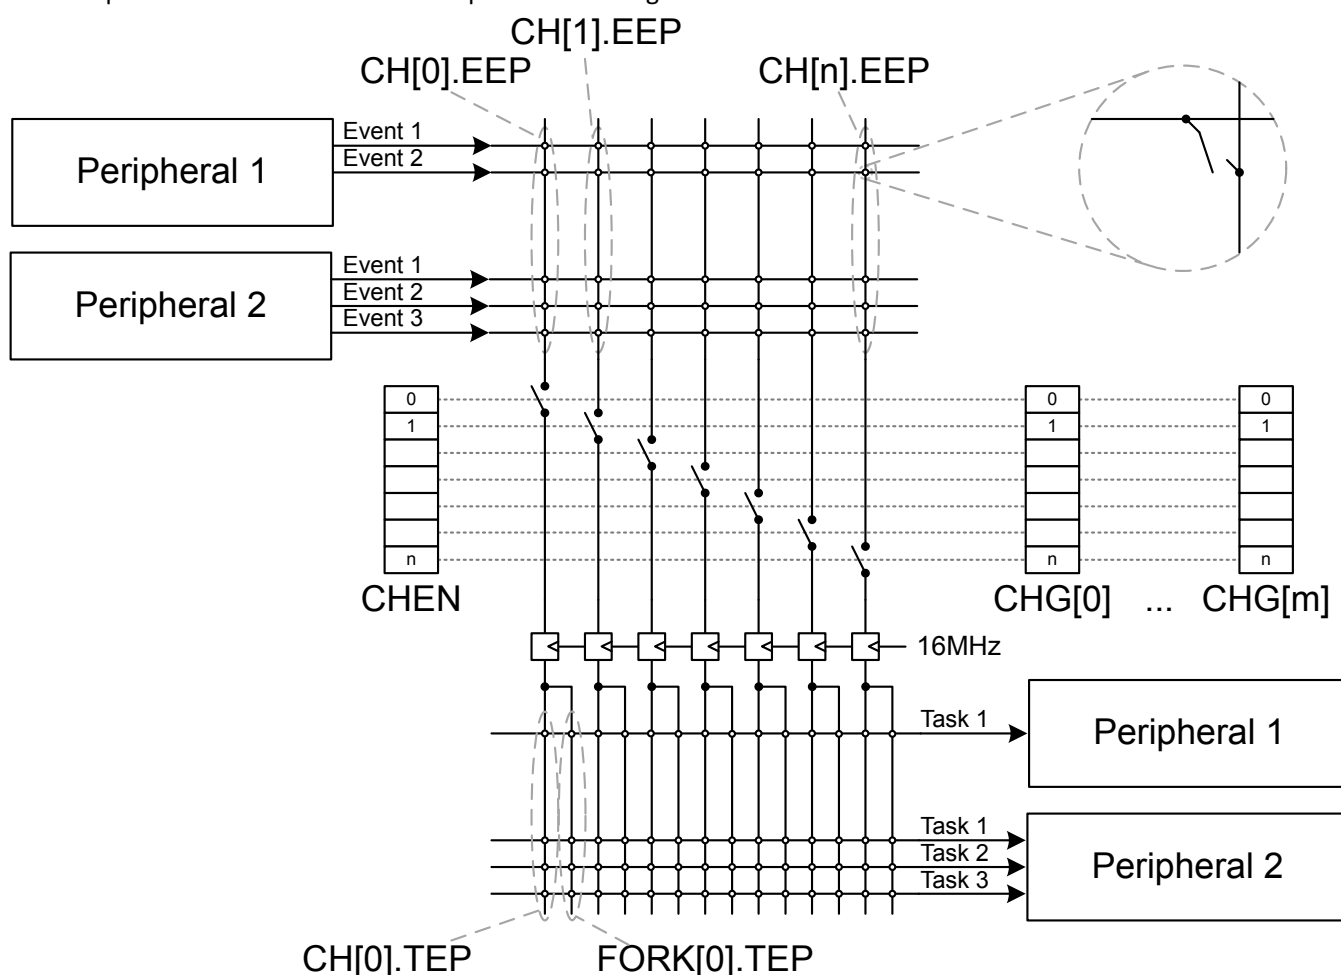 CH[1].EEP
CH[0].EEP
CH[n].EEP
Peripheral 1
Event 1
Event 2
Peripheral 2
Event 1
Event 2
Event 3
0
1
n
CHEN
0
1
n
CHG[0]
...
0
1
n
CHG[m]
16MHz
Task 1
Peripheral 1
Task 1
Task 2
Task 3
Peripheral 2
CH[0].TEP
FORK[0].TEP